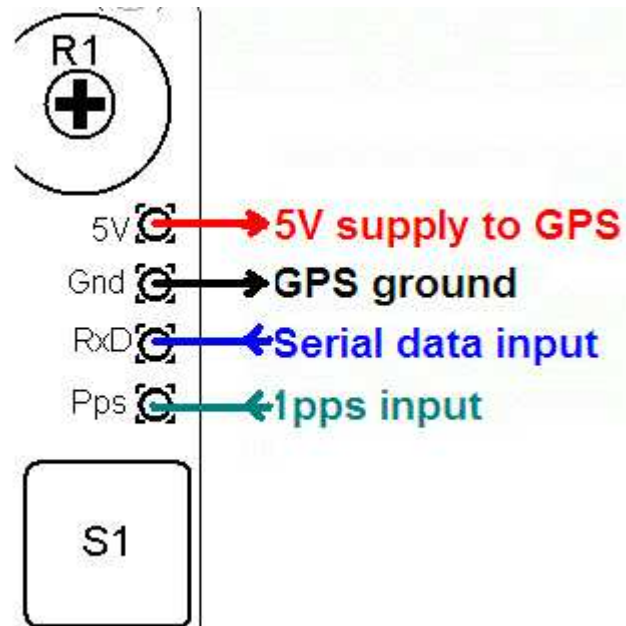 R1
5V 5V supply to GPS
Gnd GPS ground
RxD Serial data input
Pps 1pps input
S1